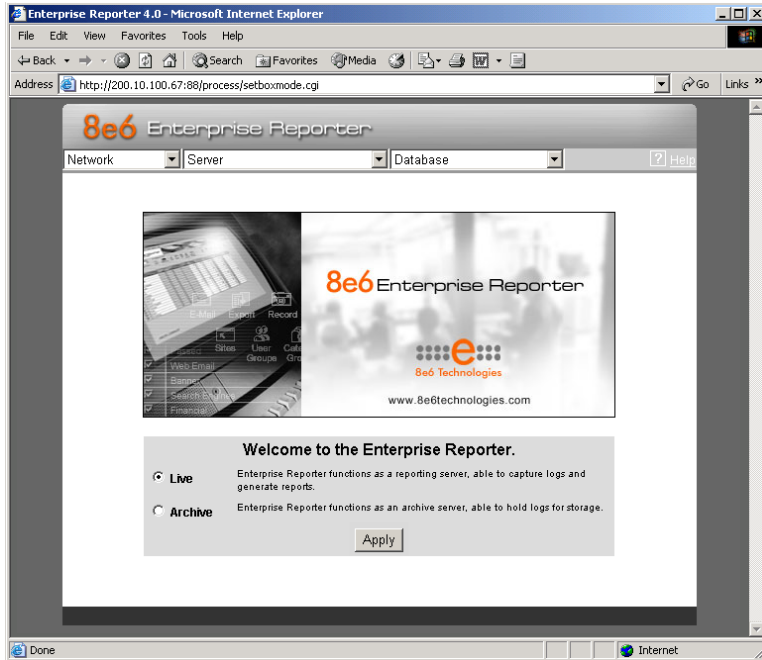 Enterprise Reporter 4.0 - Microsoft Internet Explorer
File Edit View Favorites Tools Help
Back Search Favorites Media
Address http://200.10.100.67:88/process/setboxmode.cgi Go Links »
8e6 Enterprise Reporter
Network Server Database ? Help
E-Mail Export Record
Sites User Groups
Web Email
Banner
Search Engines
Financial
8e6 Enterprise Reporter
e
8e6 Technologies
www.8e6technologies.com
Welcome to the Enterprise Reporter.
Live Enterprise Reporter functions as a reporting server, able to capture logs and
generate reports.
Archive Enterprise Reporter functions as an archive server, able to hold logs for storage.
Apply
Done Internet